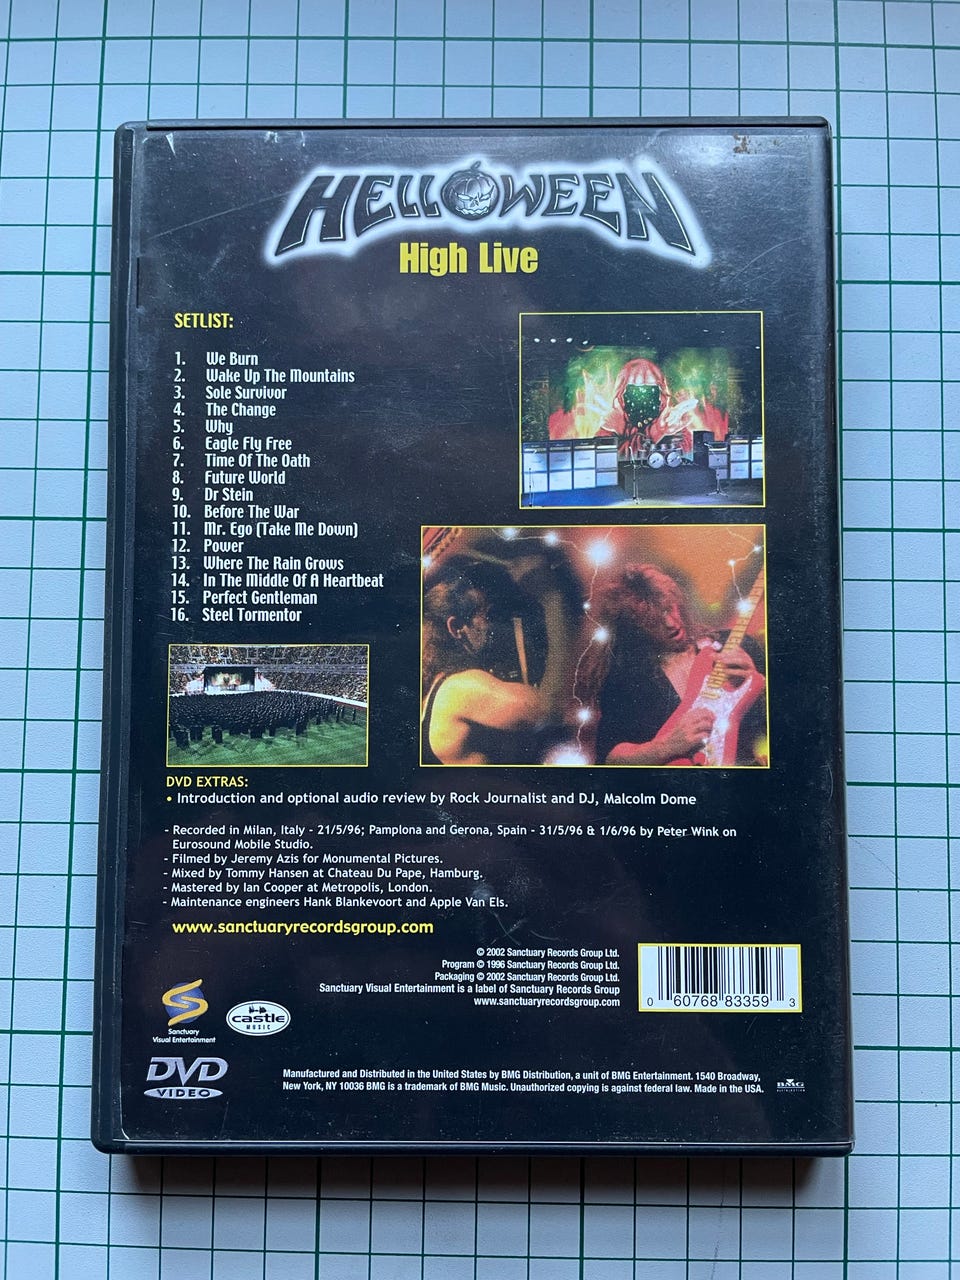 HELLOWEEN
High Live
SETLIST:
1. We Burn
2. Wake Up The Mountains
3. Sole Survivor
4. The Change
5. Why
6. Eagle Fly Free
7. Time Of The Oath
8. Future World
9. Dr Stein
10. Before The War
11. Mr. Ego (Take Me Down)
12. Power
13. Where The Rain Grows
14. In The Middle Of A Heartbeat
15. Perfect Gentleman
16. Steel Tormentor
DVD EXTRAS:
• Introduction and optional audio review by Rock Journalist and DJ, Malcolm Dome
- Recorded in Milan, Italy - 21/5/96; Pamplona and Gerona, Spain - 31/5/96 & 1/6/96 by Peter Wink on
Eurosound Mobile Studio.
- Filmed by Jeremy Azis for Monumental Pictures.
- Mixed by Tommy Hansen at Chateau Du Pape, Hamburg.
- Mastered by Ian Cooper at Metropolis, London.
- Maintenance engineers Hank Blankevoort and Apple Van Els.
www.sanctuaryrecordsgroup.com
© 2002 Sanctuary Records Group Ltd.
Program © 1996 Sanctuary Records Group Ltd.
Packaging © 2002 Sanctuary Records Group Ltd.
Sanctuary Visual Entertainment is a label of Sanctuary Records Group
www.sanctuaryrecordsgroup.com
0 60768 83359 3
Sanctuary
Visual Entertainment
castle
MUSIC
DVD
VIDEO
Manufactured and Distributed in the United States by BMG Distribution, a unit of BMG Entertainment. 1540 Broadway,
New York, NY 10036 BMG is a trademark of BMG Music. Unauthorized copying is against federal law. Made in the USA.
BMG
DISTRIBUTION